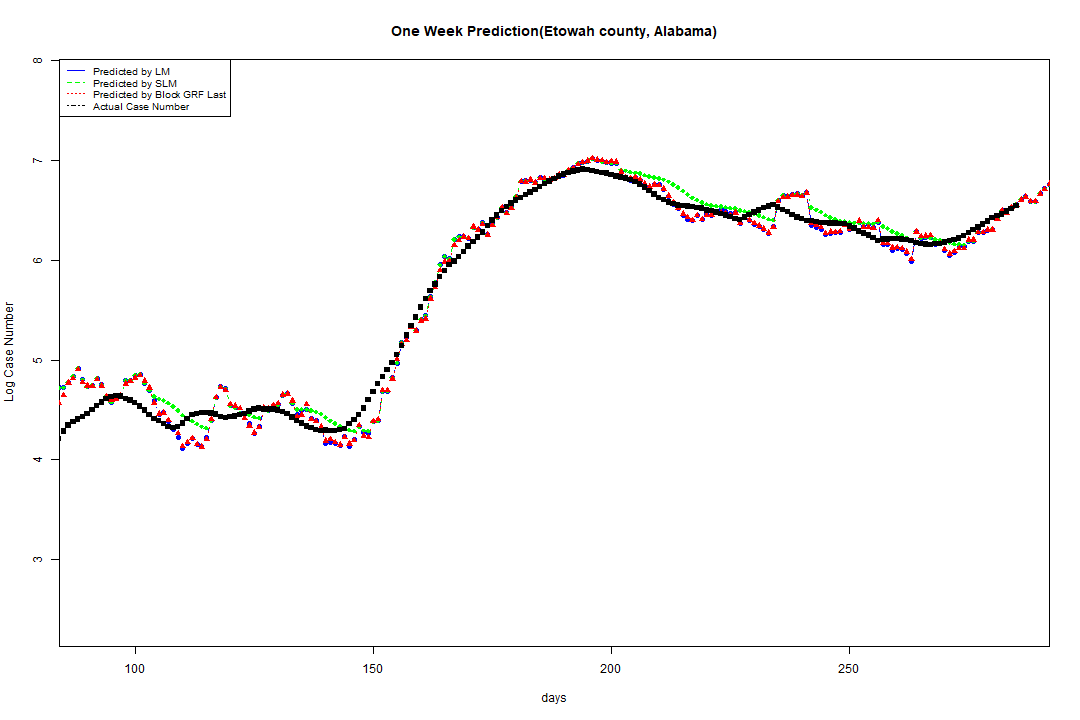 One Week Prediction(Etowah county, Alabama)
Predicted by LM
Predicted by SLM
Predicted by Block GRF Last
Actual Case Number
8
7
6
5
4
3
Log Case Number
100 150 200 250
days